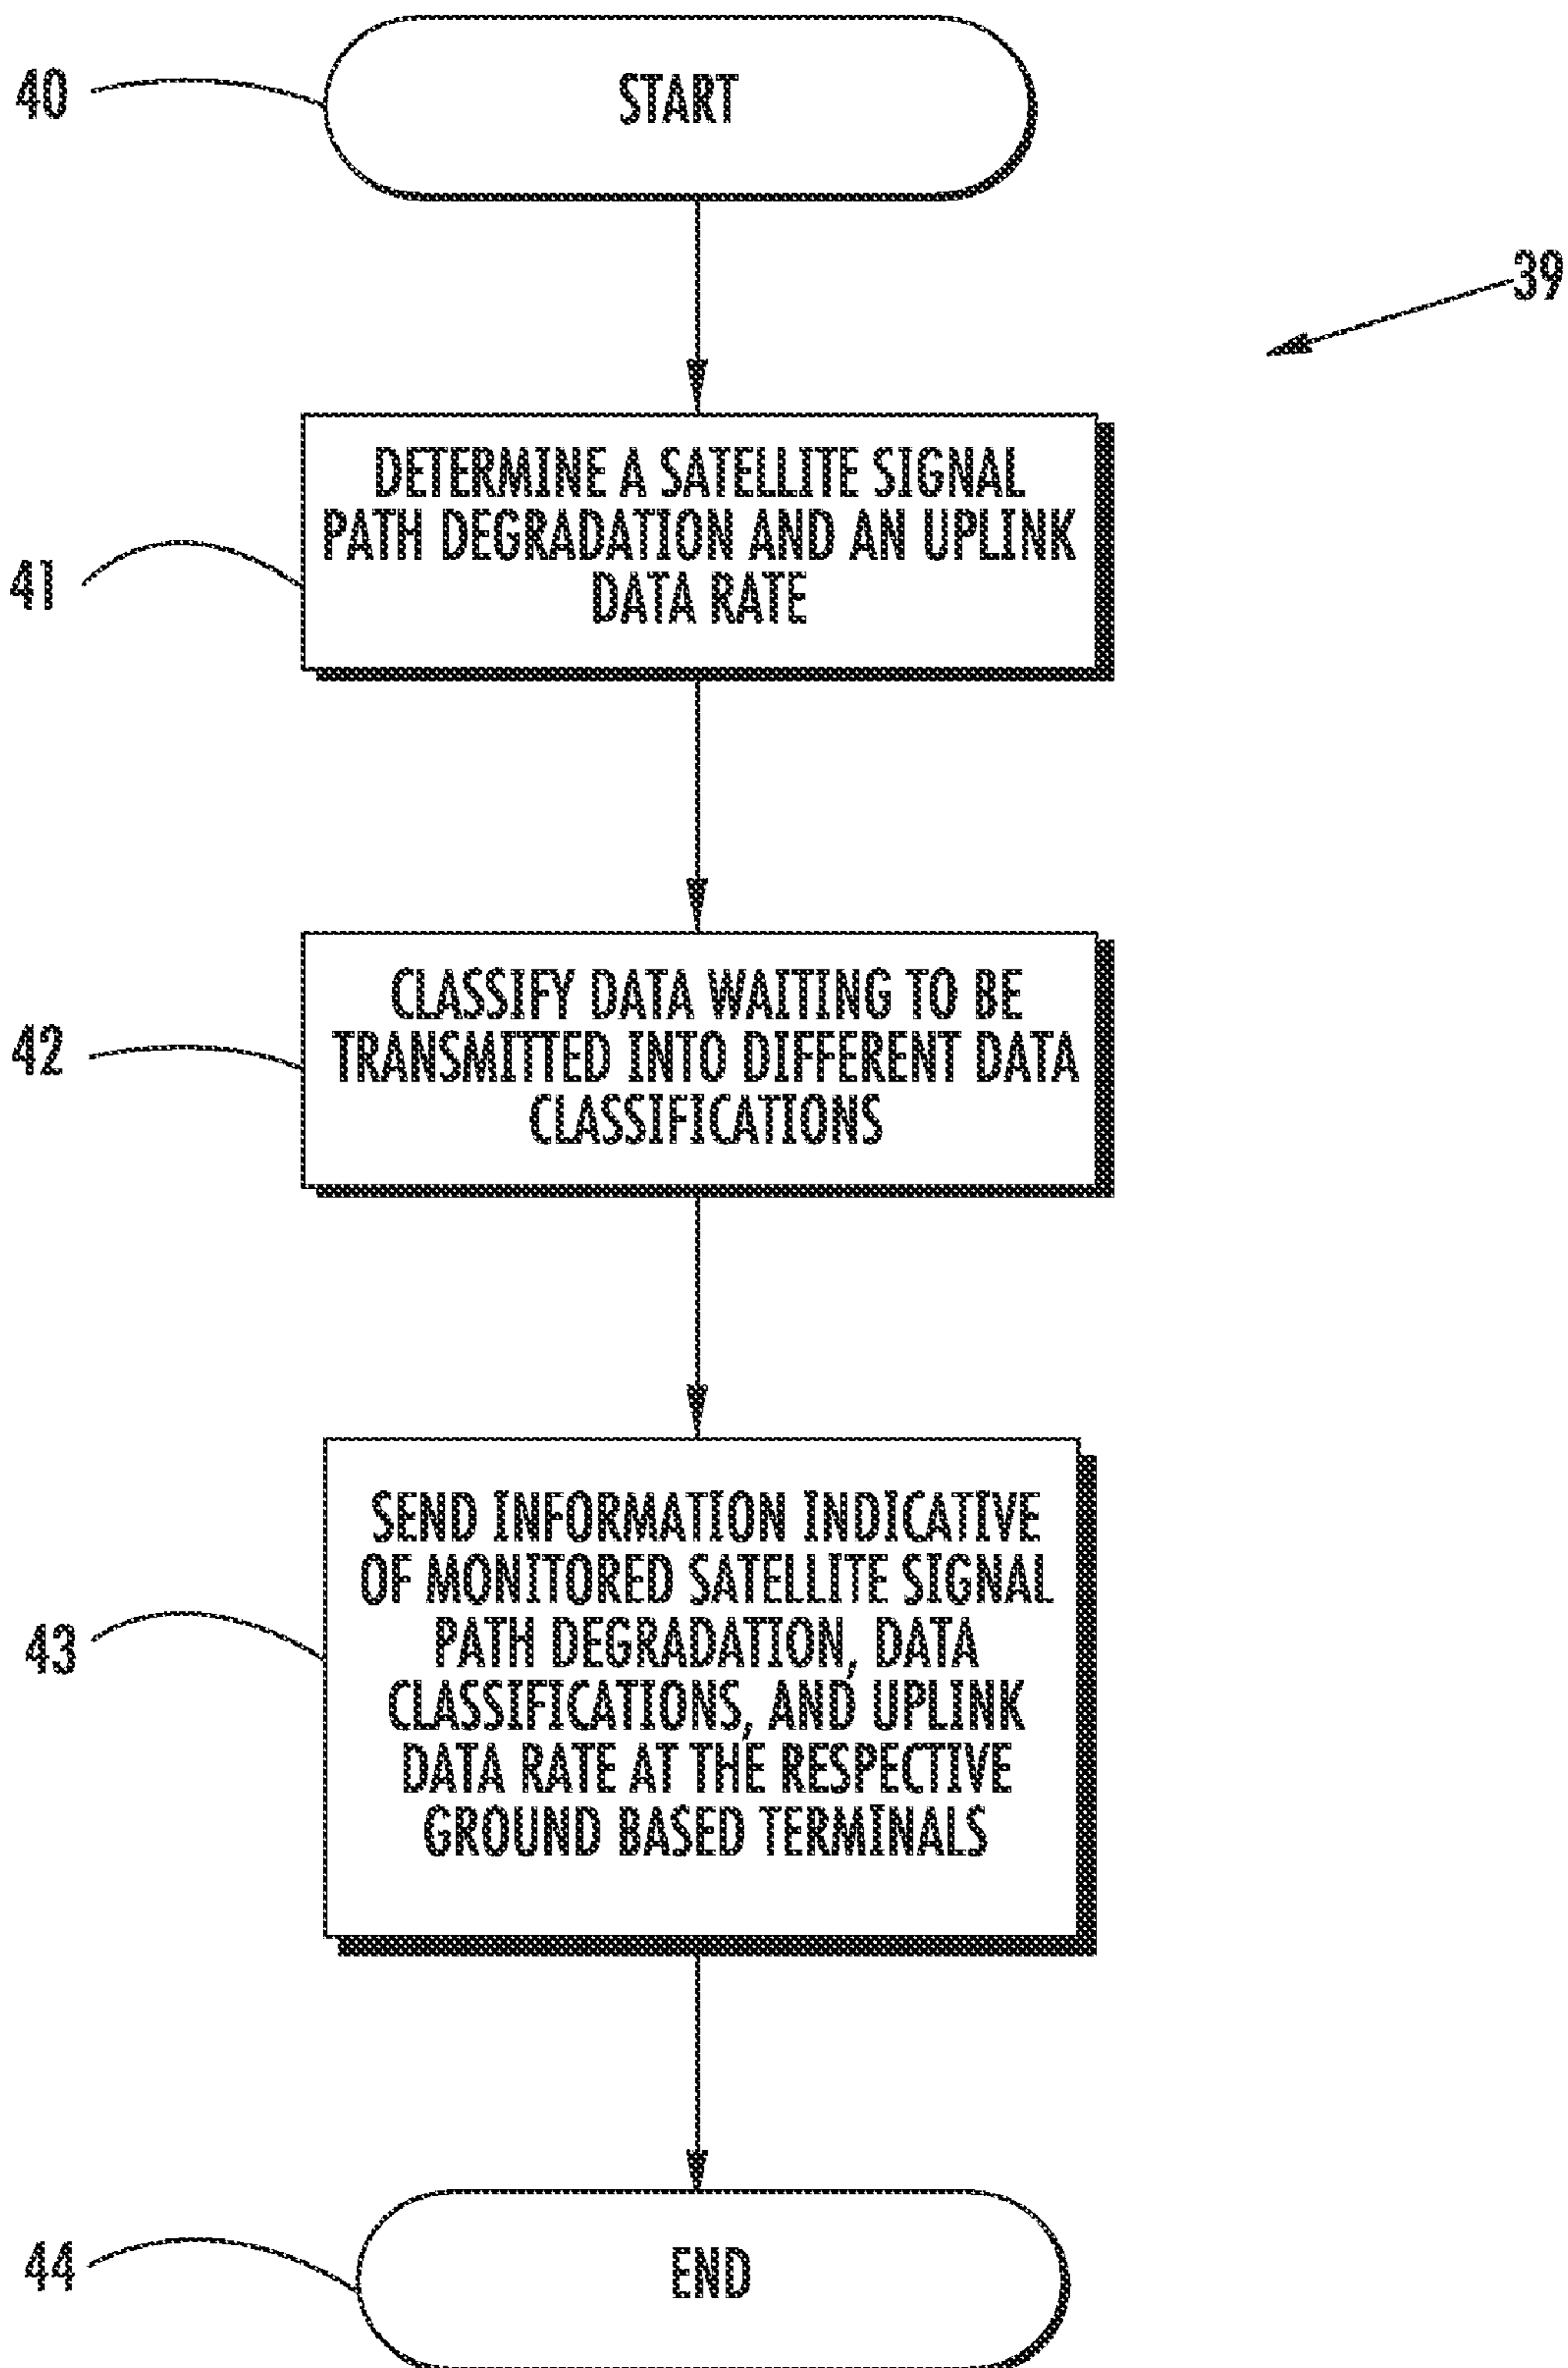 40
START
39
41
DETERMINE A SATELLITE SIGNAL
PATH DEGRADATION AND AN UPLINK
DATA RATE
42
CLASSIFY DATA WAITING TO BE
TRANSMITTED INTO DIFFERENT DATA
CLASSIFICATIONS
43
SEND INFORMATION INDICATIVE
OF MONITORED SATELLITE SIGNAL
PATH DEGRADATION, DATA
CLASSIFICATIONS, AND UPLINK
DATA RATE AT THE RESPECTIVE
GROUND BASED TERMINALS
44
END